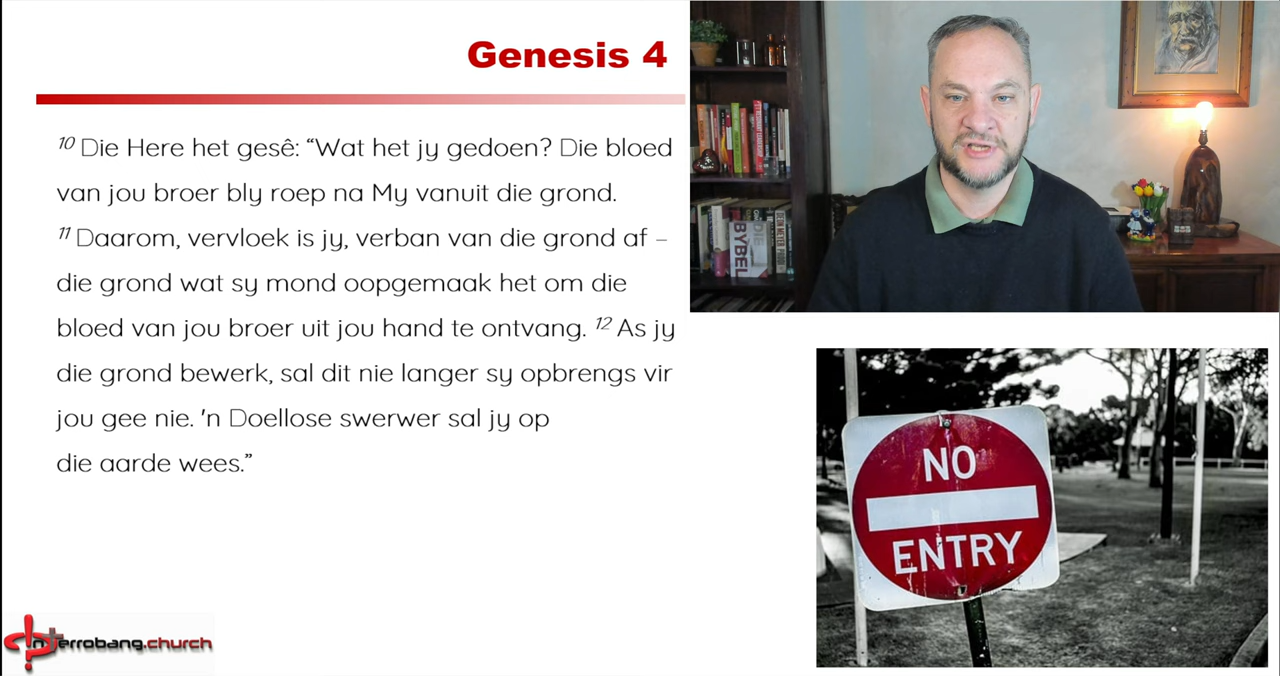 Genesis 4
10 Die Here het gesê: “Wat het jy gedoen? Die bloed
van jou broer bly roep na My vanuit die grond.
11 Daarom, vervloek is jy, verban van die grond af –
die grond wat sy mond oopgemaak het om die
bloed van jou broer uit jou hand te ontvang. 12 As jy
die grond bewerk, sal dit nie langer sy opbrengs vir
jou gee nie. 'n Doellose swerwer sal jy op
die aarde wees.”
DIE
BYBEL
NO
ENTRY
interrobang.church